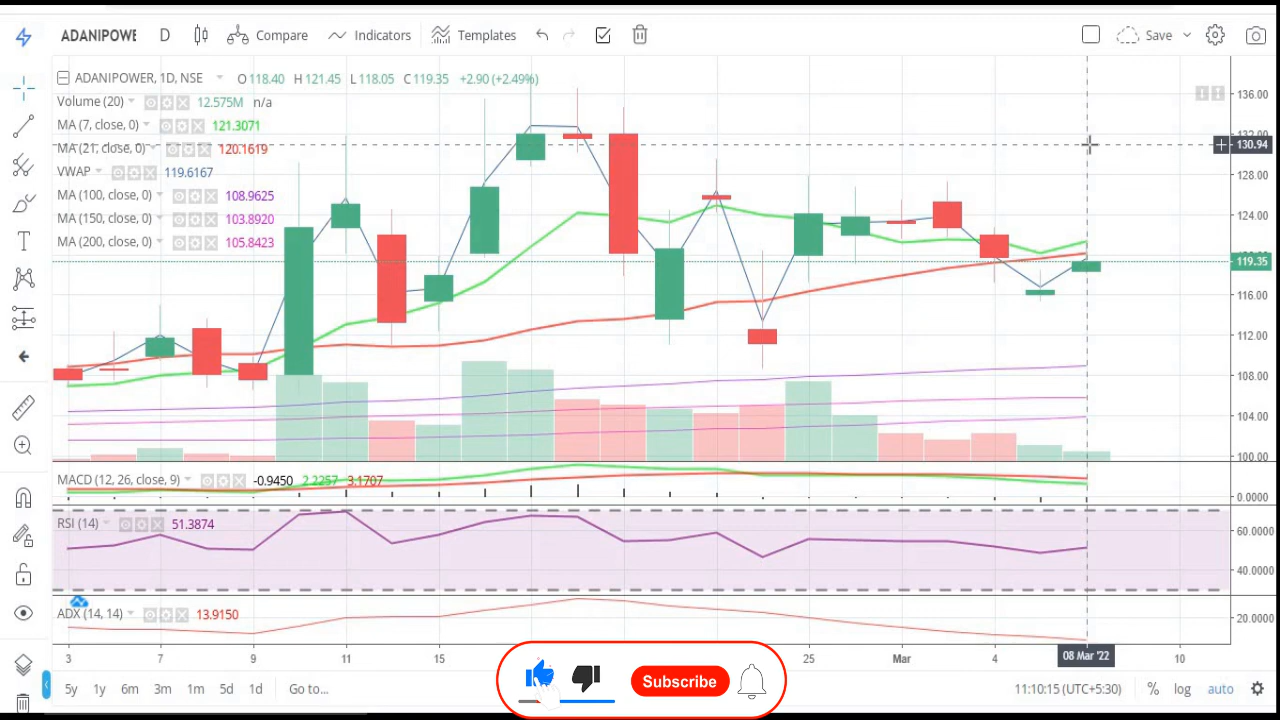 ADANIPOWE D Compare Indicators Templates Save
ADANIPOWER, 1D, NSE O 118.40 H 121.45 L 118.05 C 119.35 +2.90 (+2.49%)
Volume (20) 12.575M n/a
MA (7, close, 0) 121.3071
MA (21, close, 0) 120.1619
VWAP 119.6167
MA (100, close, 0) 108.9625
MA (150, close, 0) 103.8920
MA (200, close, 0) 105.8423
136.00
132.00
130.94
128.00
124.00
119.35
116.00
112.00
108.00
104.00
100.00
MACD (12, 26, close, 9) -0.9450 2.2257 3.1707
0.0000
RSI (14) 51.3874
60.0000
40.0000
ADX (14, 14) 13.9150
20.0000
3 7 9 11 15 25 Mar 4 08 Mar '22 10
5y 1y 6m 3m 1m 5d 1d Go to... 11:10:15 (UTC+5:30) % log auto
Subscribe